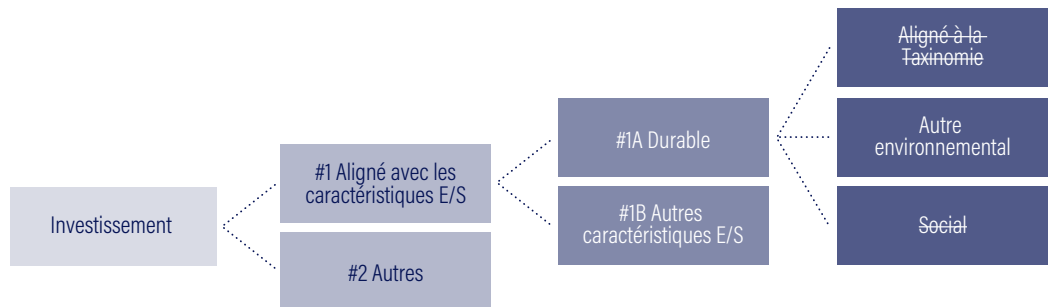 Investissement
#1 Aligné avec les
caractéristiques E/S
#2 Autres
#1A Durable
#1B Autres
caractéristiques E/S
Aligné à la
Taxinomie
Autre
environnemental
Social